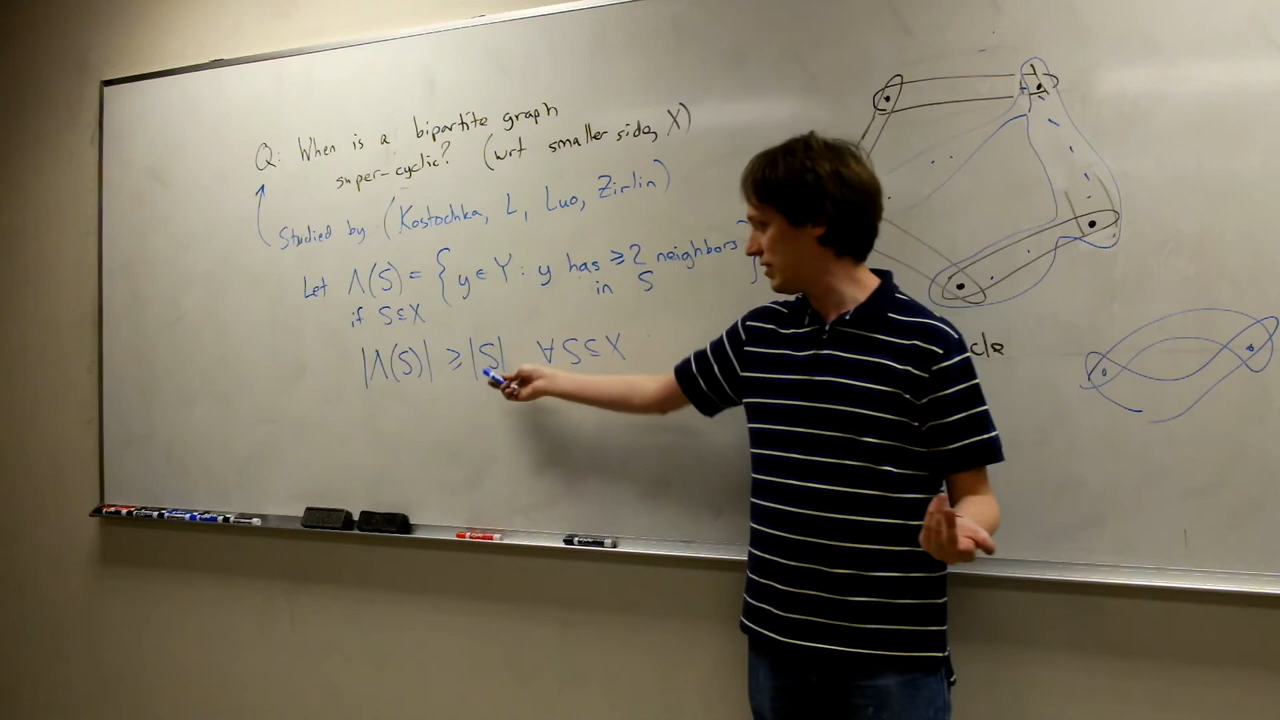 Q: When is a bipartite graph
super-cyclic? (wrt smaller side, X)
Studied by (Kostochka, L, Luo, Zirlin)
Let Λ(S) = { y ∈ Y : y has ≥ 2 neighbors
in S }
if S ⊆ X
|Λ(S)| ≥ |S| ∀ S ⊆ X